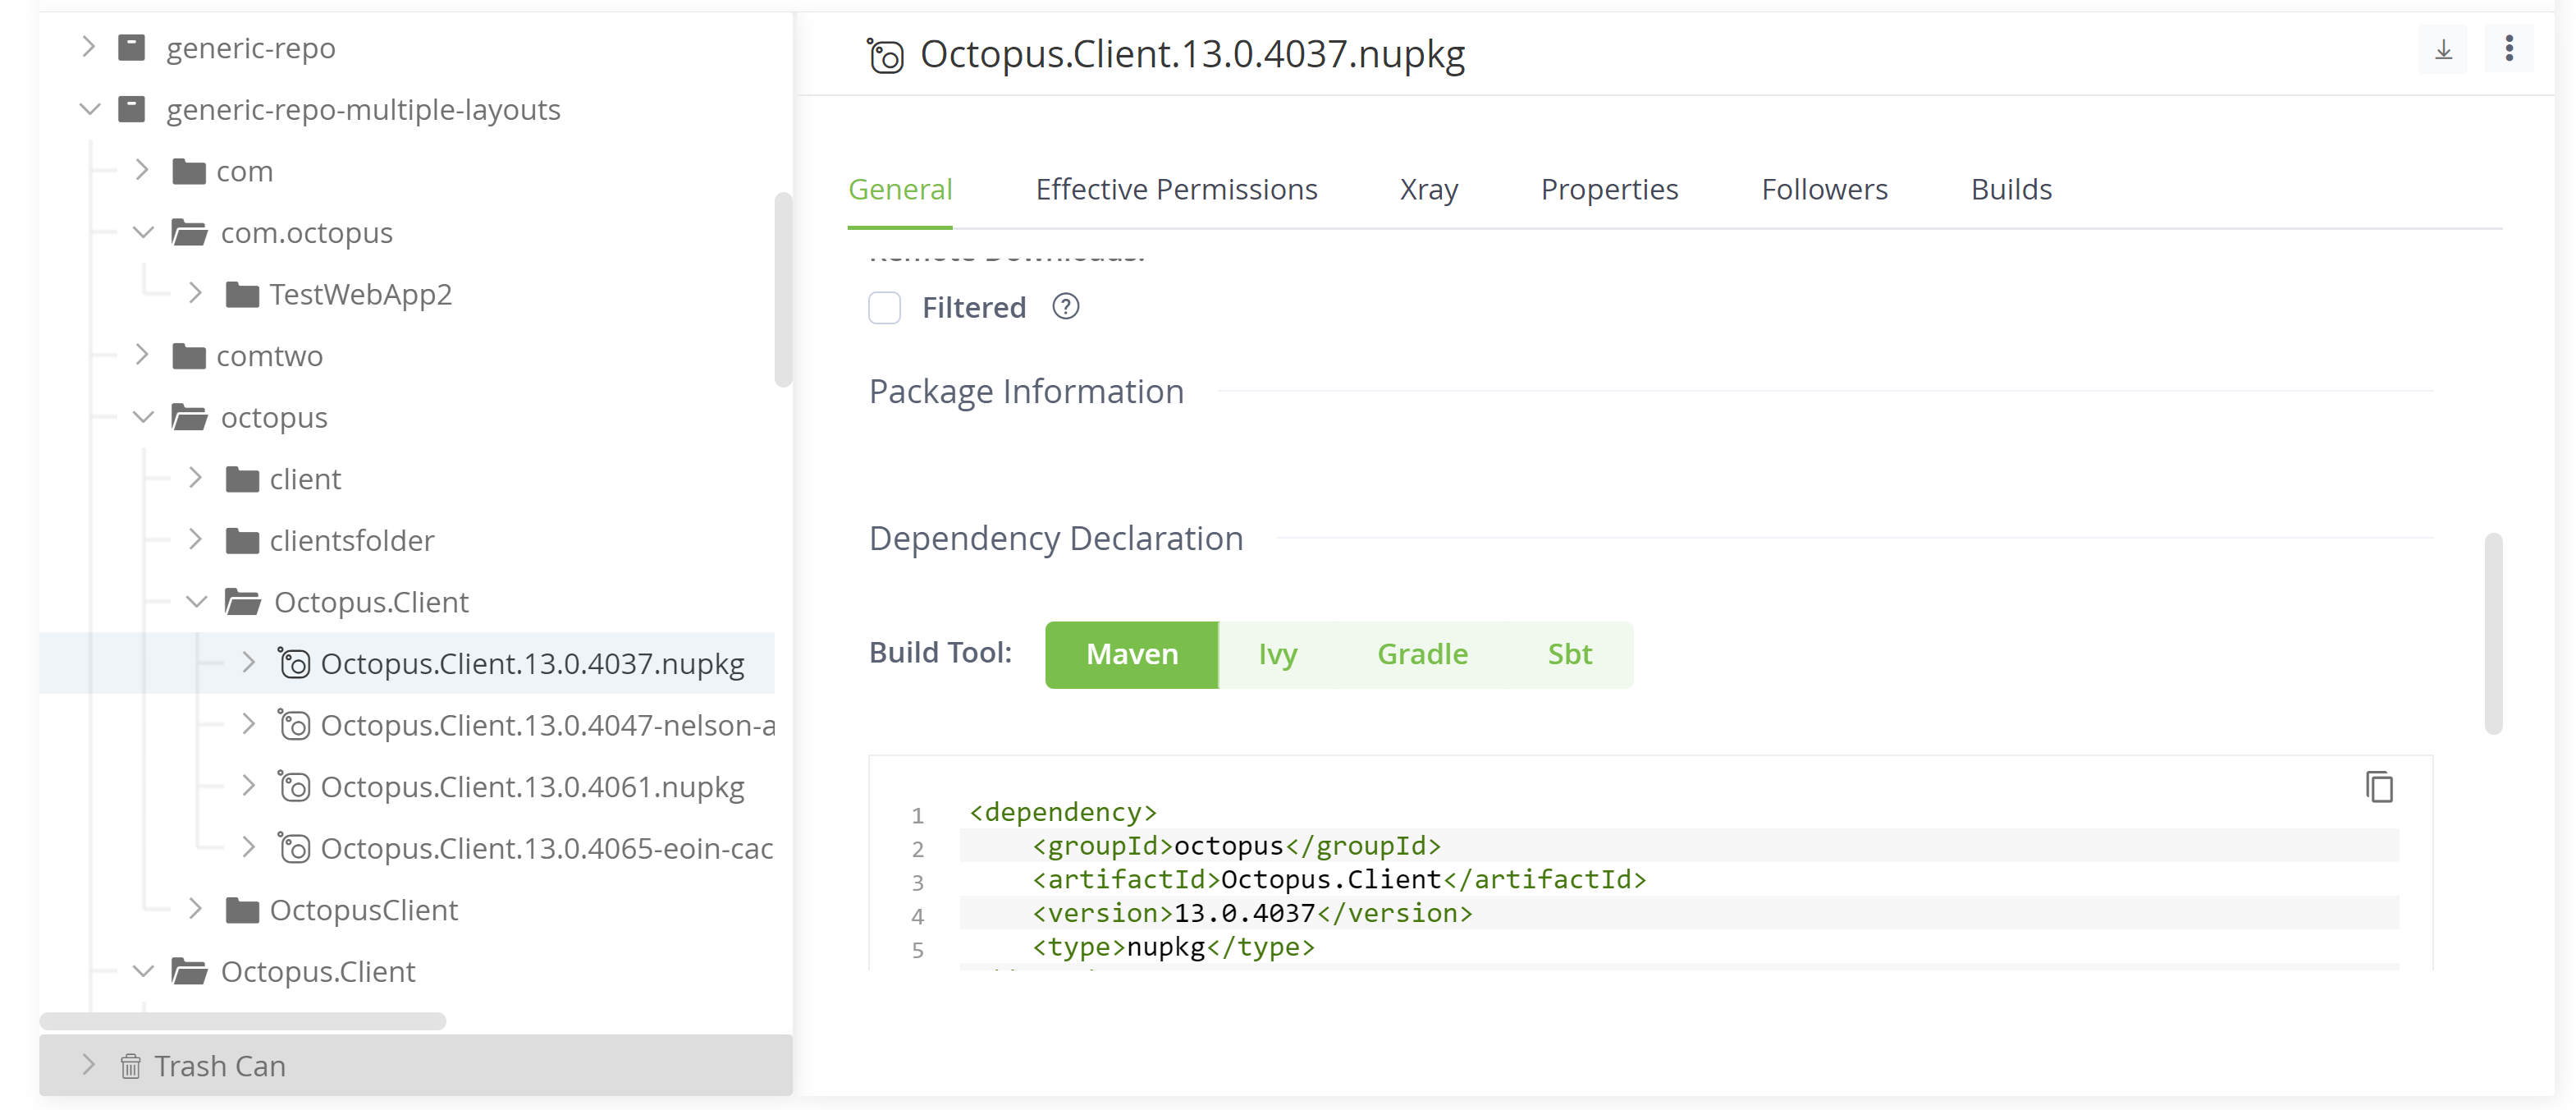 generic-repo
generic-repo-multiple-layouts
com
com.octopus
TestWebApp2
comtwo
octopus
client
clientsfolder
Octopus.Client
Octopus.Client.13.0.4037.nupkg
Octopus.Client.13.0.4047-nelson-a
Octopus.Client.13.0.4061.nupkg
Octopus.Client.13.0.4065-eoin-cac
OctopusClient
Octopus.Client
Trash Can
Octopus.Client.13.0.4037.nupkg
General Effective Permissions Xray Properties Followers Builds
Remote Downloads:
Filtered ?
Package Information
Dependency Declaration
Build Tool: Maven Ivy Gradle Sbt
1 <dependency>
2 <groupId>octopus</groupId>
3 <artifactId>Octopus.Client</artifactId>
4 <version>13.0.4037</version>
5 <type>nupkg</type>